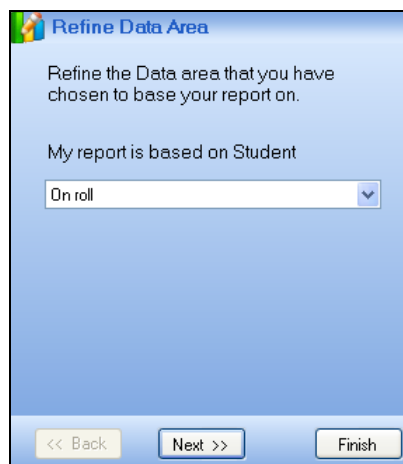 Refine Data Area
Refine the Data area that you have
chosen to base your report on.
My report is based on Student
On roll
<< Back
Next >>
Finish